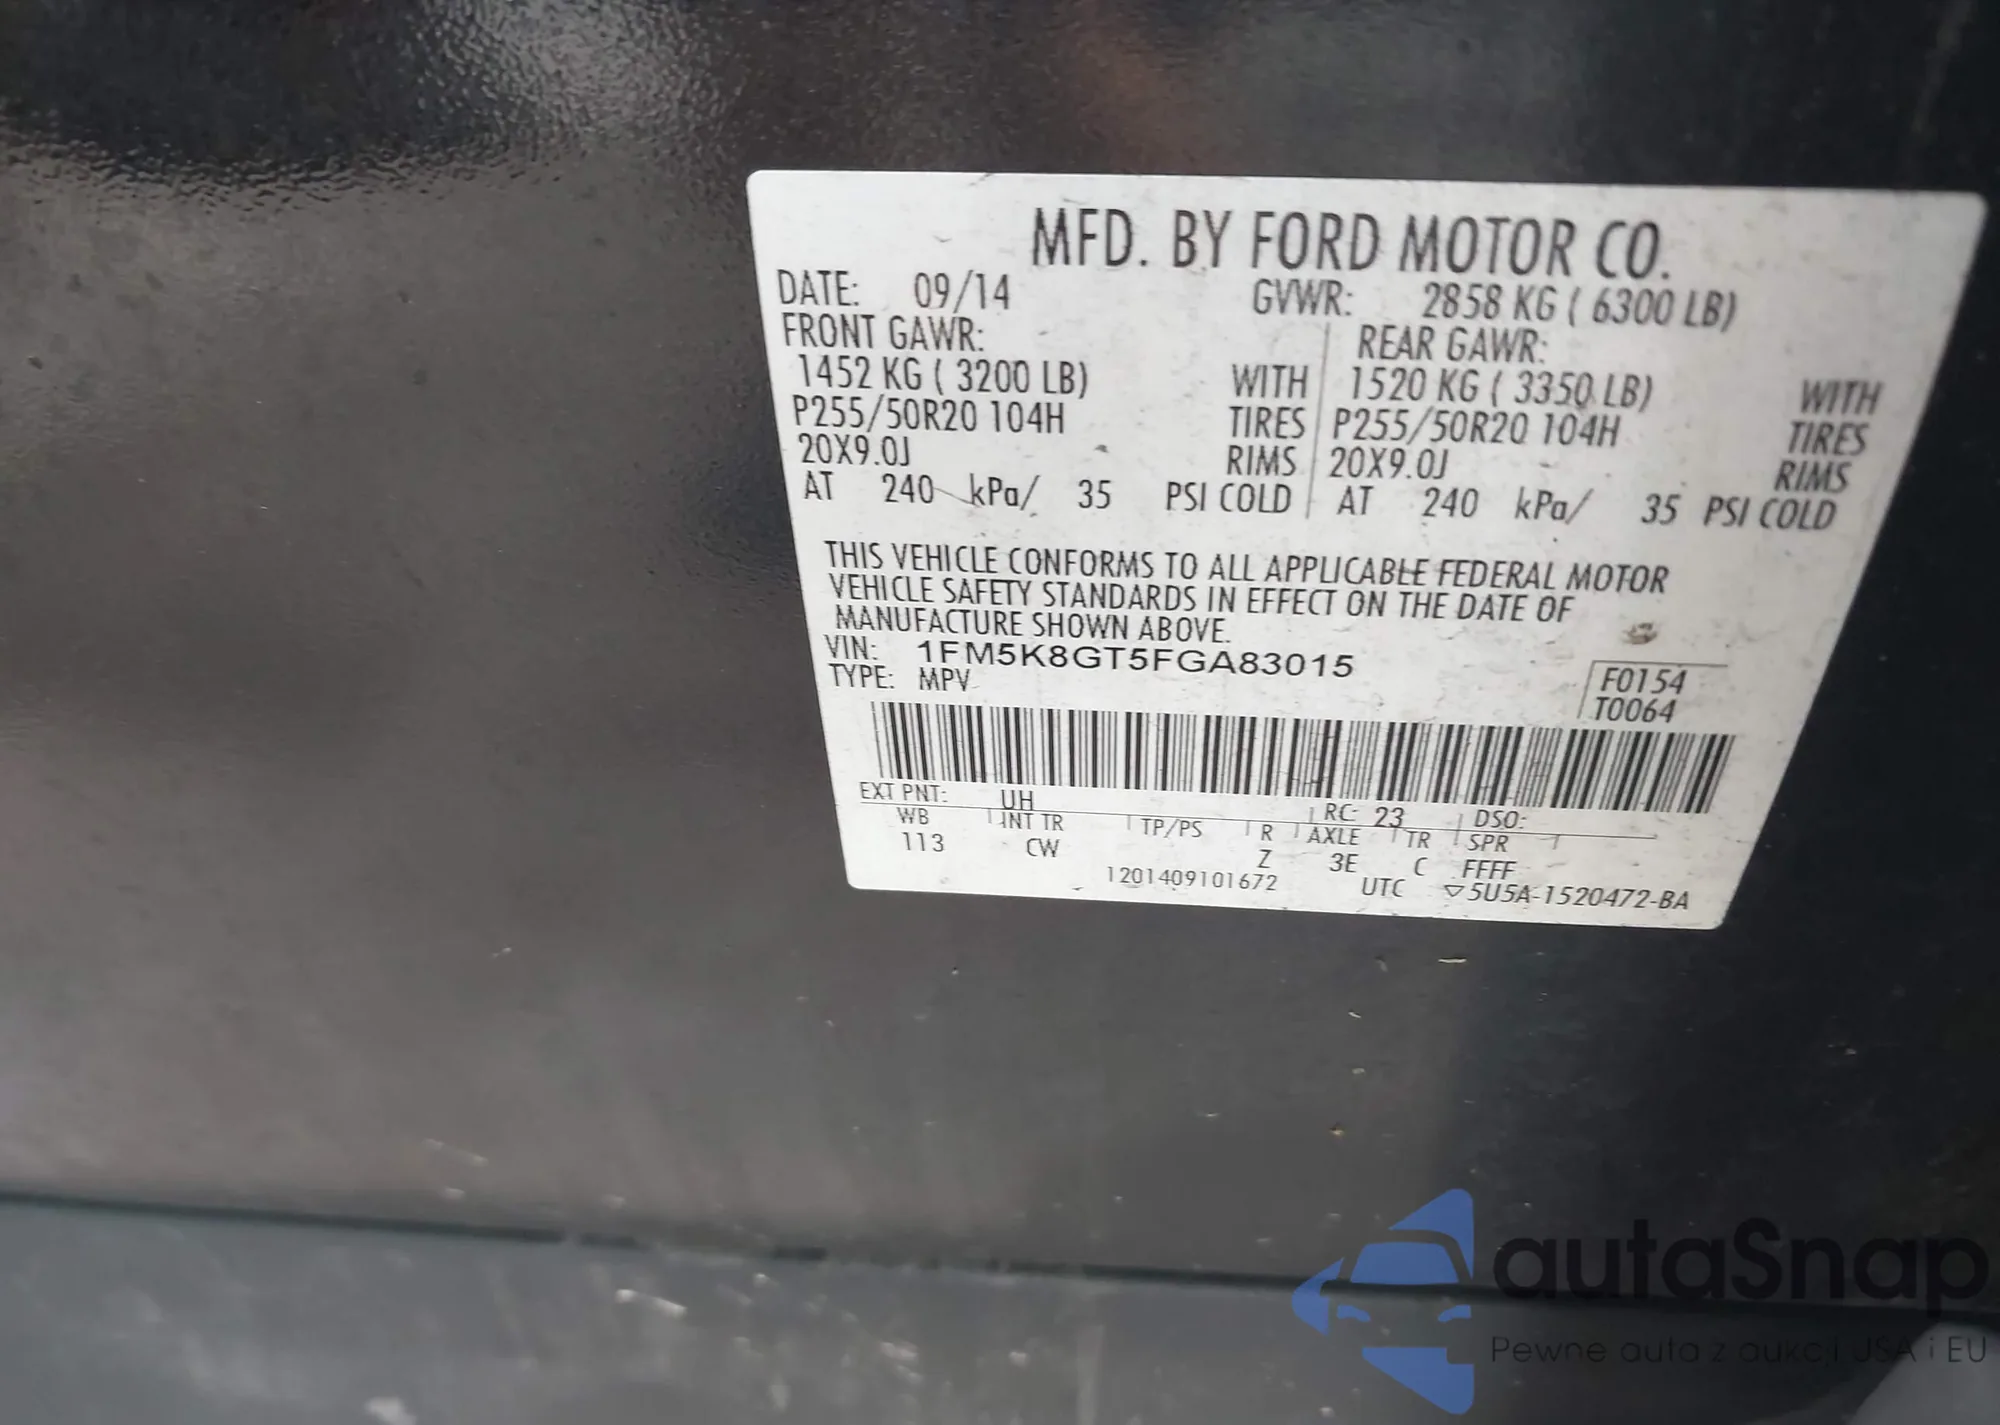 MFD. BY FORD MOTOR CO.
DATE: 09/14 GVWR: 2858 KG ( 6300 LB)
FRONT GAWR: REAR GAWR:
1452 KG ( 3200 LB) WITH 1520 KG ( 3350 LB) WITH
P255/50R20 104H TIRES P255/50R20 104H TIRES
20X9.0J RIMS 20X9.0J RIMS
AT 240 kPa/ 35 PSI COLD AT 240 kPa/ 35 PSI COLD
THIS VEHICLE CONFORMS TO ALL APPLICABLE FEDERAL MOTOR
VEHICLE SAFETY STANDARDS IN EFFECT ON THE DATE OF
MANUFACTURE SHOWN ABOVE.
VIN: 1FM5K8GT5FGA83015
TYPE: MPV F0154
T0064
EXT PNT: UH RC: 23 DSO:
WB INT TR TP/PS R AXLE TR SPR
113 CW Z 3E C FFFF
1201409101672 UTC ▽5U5A-1520472-BA
autaSnap
Pewne auta z aukcji USA i EU